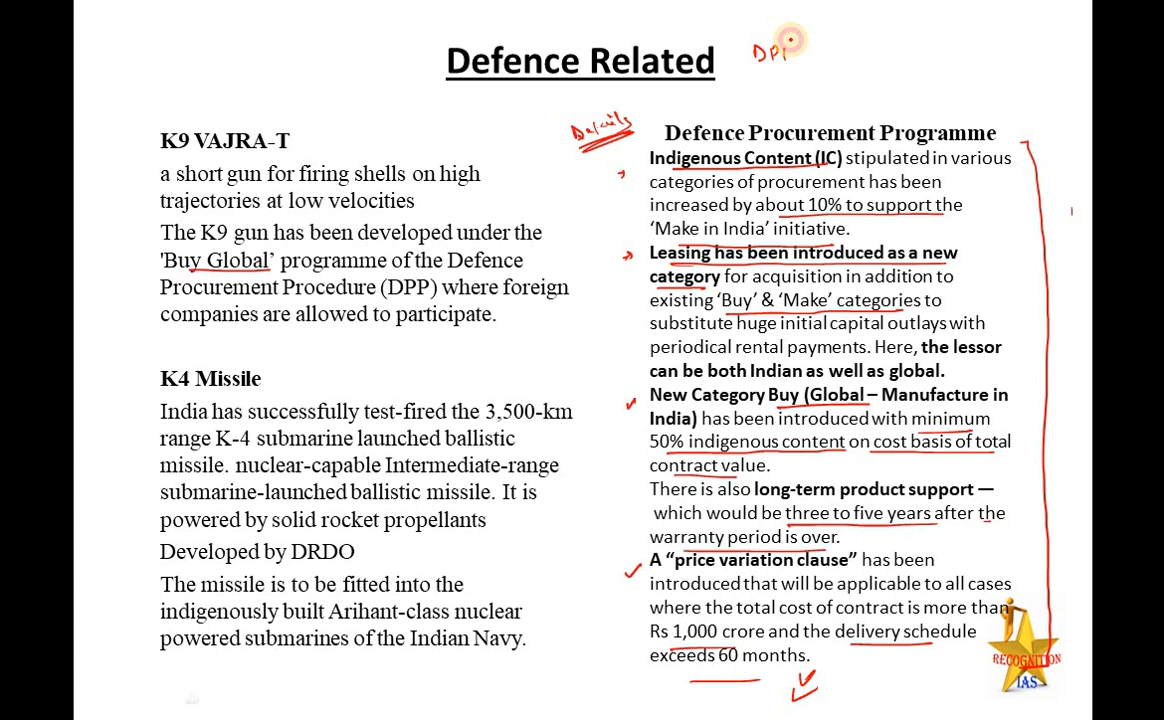 Defence Related
DPP
K9 VAJRA-T
a short gun for firing shells on high
trajectories at low velocities
The K9 gun has been developed under the
'Buy Global’ programme of the Defence
Procurement Procedure (DPP) where foreign
companies are allowed to participate.
K4 Missile
India has successfully test-fired the 3,500-km
range K-4 submarine launched ballistic
missile. nuclear-capable Intermediate-range
submarine-launched ballistic missile. It is
powered by solid rocket propellants
Developed by DRDO
The missile is to be fitted into the
indigenously built Arihant-class nuclear
powered submarines of the Indian Navy.
Details
Defence Procurement Programme
Indigenous Content (IC) stipulated in various
categories of procurement has been
increased by about 10% to support the
‘Make in India’ initiative.
Leasing has been introduced as a new
category for acquisition in addition to
existing ‘Buy’ & ‘Make’ categories to
substitute huge initial capital outlays with
periodical rental payments. Here, the lessor
can be both Indian as well as global.
New Category Buy (Global – Manufacture in
India) has been introduced with minimum
50% indigenous content on cost basis of total
contract value.
There is also long-term product support —
which would be three to five years after the
warranty period is over.
A “price variation clause” has been
introduced that will be applicable to all cases
where the total cost of contract is more than
Rs 1,000 crore and the delivery schedule
exceeds 60 months.
RECOGNITION
IAS